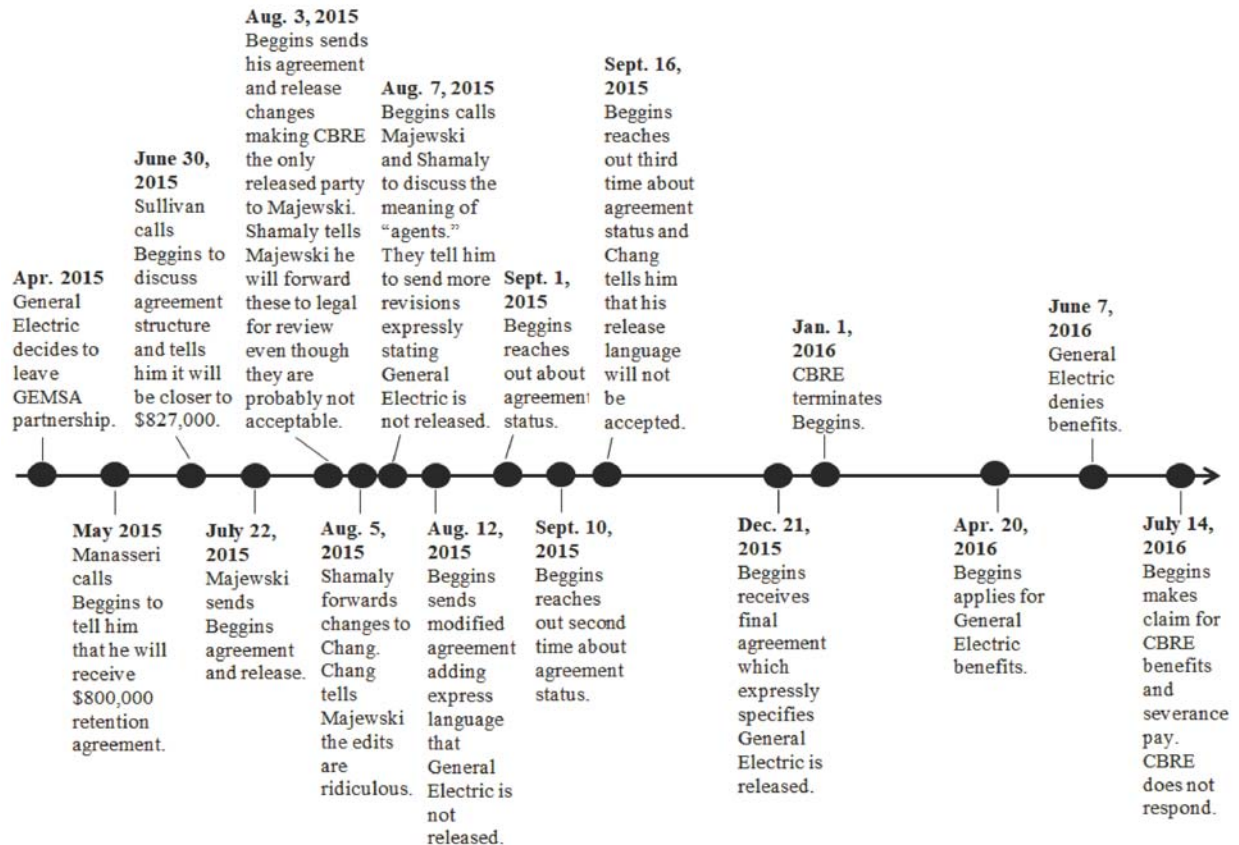 Apr. 2015
General
Electric
decides to
leave
GEMSA
partnership.
May 2015
Manasseri
calls
Beggins to
tell him
that he will
receive
$800,000
retention
agreement.
June 30,
2015
Sullivan
calls
Beggins to
discuss
agreement
structure
and tells
him it will
be closer to
$827,000.
July 22,
2015
Majewski
sends
Beggins
agreement
and release.
Aug. 3, 2015
Beggins sends
his agreement
and release
changes
making CBRE
the only
released party
to Majewski.
Shamaly tells
Majewski he
will forward
these to legal
for review
even though
they are
probably not
acceptable.
Aug. 5,
2015
Shamaly
forwards
changes to
Chang.
Chang
tells
Majewski
the edits
are
ridiculous.
Aug. 7, 2015
Beggins calls
Majewski
and Shamaly
to discuss the
meaning of
“agents.”
They tell him
to send more
revisions
expressly
stating
General
Electric is
not released.
Aug. 12,
2015
Beggins
sends
modified
agreement
adding
express
language
that
General
Electric is
not
released.
Sept. 1,
2015
Beggins
reaches
out about
agreement
status.
Sept. 10,
2015
Beggins
reaches
out second
time about
agreement
status.
Sept. 16,
2015
Beggins
reaches
out third
time about
agreement
status and
Chang
tells him
that his
release
language
will not
be
accepted.
Dec. 21,
2015
Beggins
receives
final
agreement
which
expressly
specifies
General
Electric is
released.
Jan. 1,
2016
CBRE
terminates
Beggins.
Apr. 20,
2016
Beggins
applies for
General
Electric
benefits.
June 7,
2016
General
Electric
denies
benefits.
July 14,
2016
Beggins
makes
claim for
CBRE
benefits
and
severance
pay.
CBRE
does not
respond.